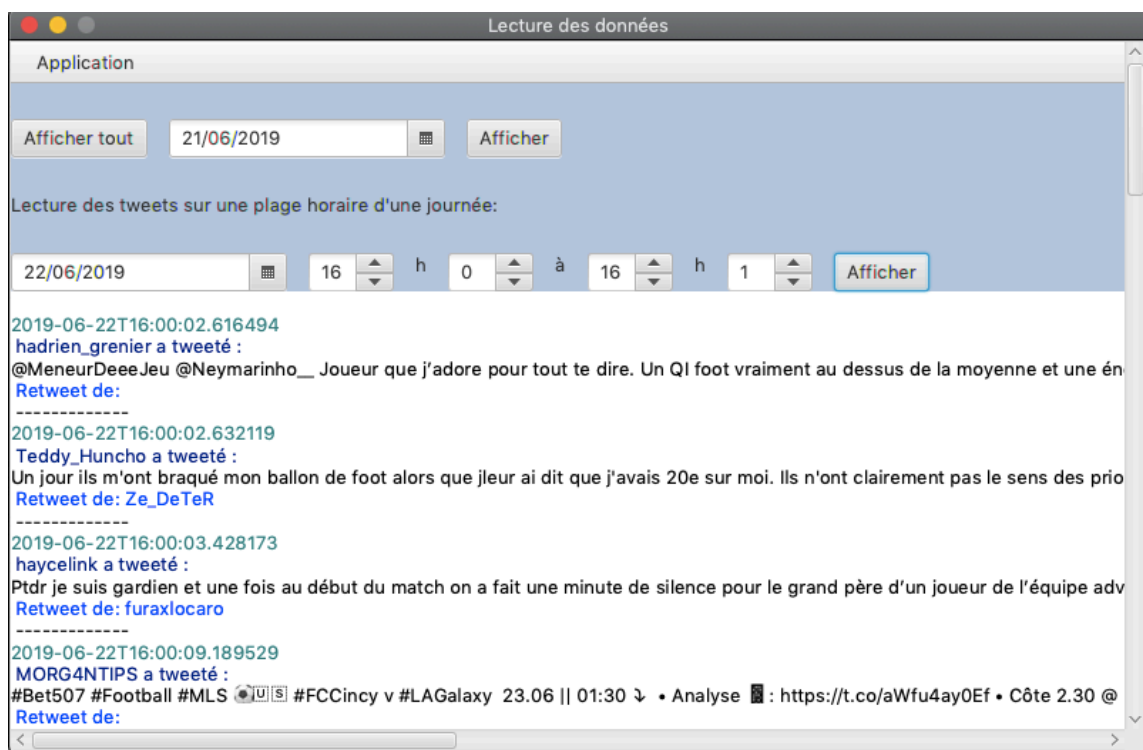 Lecture des données
Application
Afficher tout 21/06/2019 Afficher
Lecture des tweets sur une plage horaire d'une journée:
22/06/2019 16 h 0 à 16 h 1 Afficher
2019-06-22T16:00:02.616494
hadrien_grenier a tweeté :
@MeneurDeeeJeu @Neymarinho__ Joueur que j’adore pour tout te dire. Un QI foot vraiment au dessus de la moyenne et une én
Retweet de:
-------------
2019-06-22T16:00:02.632119
Teddy_Huncho a tweeté :
Un jour ils m'ont braqué mon ballon de foot alors que jleur ai dit que j'avais 20e sur moi. Ils n'ont clairement pas le sens des prio
Retweet de: Ze_DeTeR
-------------
2019-06-22T16:00:03.428173
haycelink a tweeté :
Ptdr je suis gardien et une fois au début du match on a fait une minute de silence pour le grand père d’un joueur de l’équipe adv
Retweet de: furaxlocaro
-------------
2019-06-22T16:00:09.189529
MORG4NTIPS a tweeté :
#Bet507 #Football #MLS ⚽🇺🇸 #FCCincy v #LAGalaxy 23.06 || 01:30 ⤵ • Analyse 📱: https://t.co/aWfu4ay0Ef • Côte 2.30 @
Retweet de: